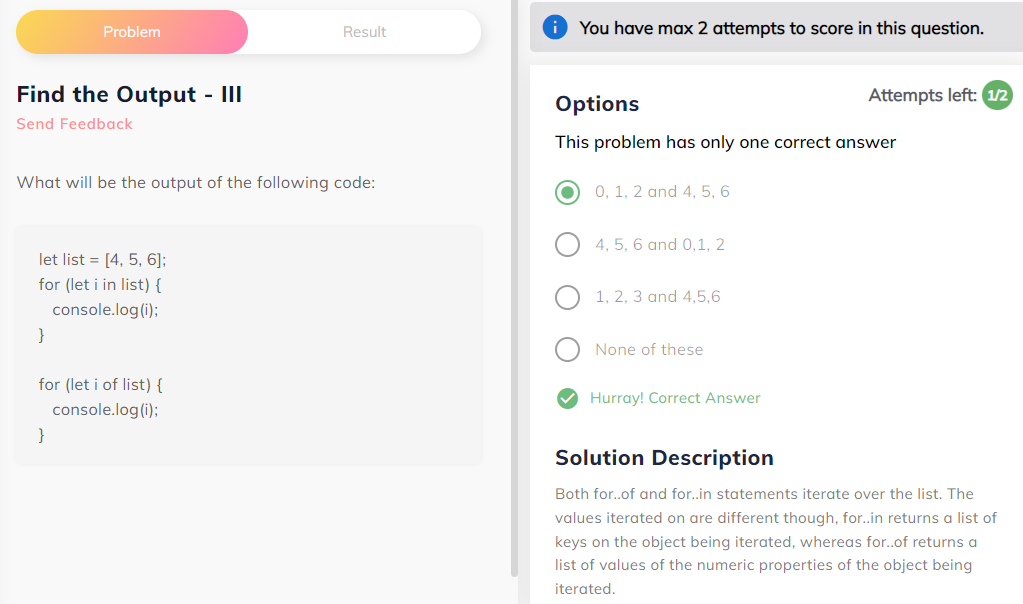 Problem
Result
Find the Output - III
Send Feedback
What will be the output of the following code:
let list = [4, 5, 6];
for (let i in list) {
console.log(i);
}
for (let i of list) {
console.log(i);
}
You have max 2 attempts to score in this question.
Options
Attempts left: 1/2
This problem has only one correct answer
0, 1, 2 and 4, 5, 6
4, 5, 6 and 0,1, 2
1, 2, 3 and 4,5,6
None of these
Hurray! Correct Answer
Solution Description
Both for..of and for..in statements iterate over the list. The
values iterated on are different though, for..in returns a list of
keys on the object being iterated, whereas for..of returns a
list of values of the numeric properties of the object being
iterated.